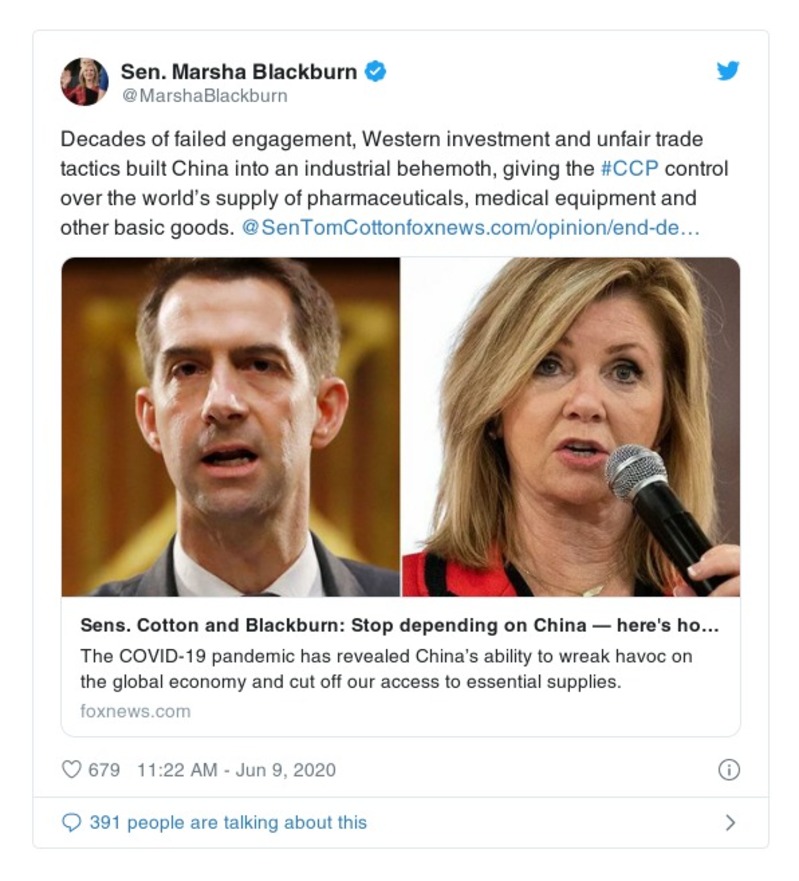 Sen. Marsha Blackburn
@MarshaBlackburn
Decades of failed engagement, Western investment and unfair trade
tactics built China into an industrial behemoth, giving the #CCP control
over the world’s supply of pharmaceuticals, medical equipment and
other basic goods. @SenTomCottonfoxnews.com/opinion/end-de…
Sens. Cotton and Blackburn: Stop depending on China — here's ho…
The COVID-19 pandemic has revealed China’s ability to wreak havoc on
the global economy and cut off our access to essential supplies.
foxnews.com
679 11:22 AM - Jun 9, 2020
391 people are talking about this